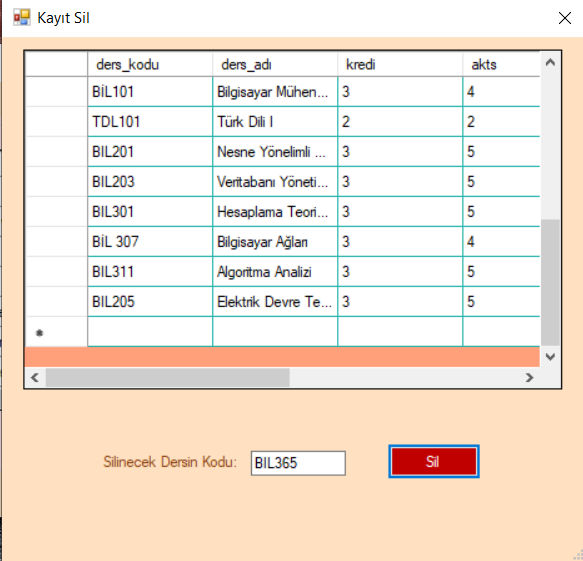 Kayıt Sil
ders_kodu ders_adı kredi akts
BİL101 Bilgisayar Mühen... 3 4
TDL101 Türk Dili I 2 2
BIL201 Nesne Yönelimli ... 3 5
BIL203 Veritabanı Yöneti... 3 5
BIL301 Hesaplama Teori... 3 5
BİL 307 Bilgisayar Ağları 3 4
BIL311 Algoritma Analizi 3 5
BIL205 Elektrik Devre Te... 3 5
*
Silinecek Dersin Kodu: BIL365 Sil